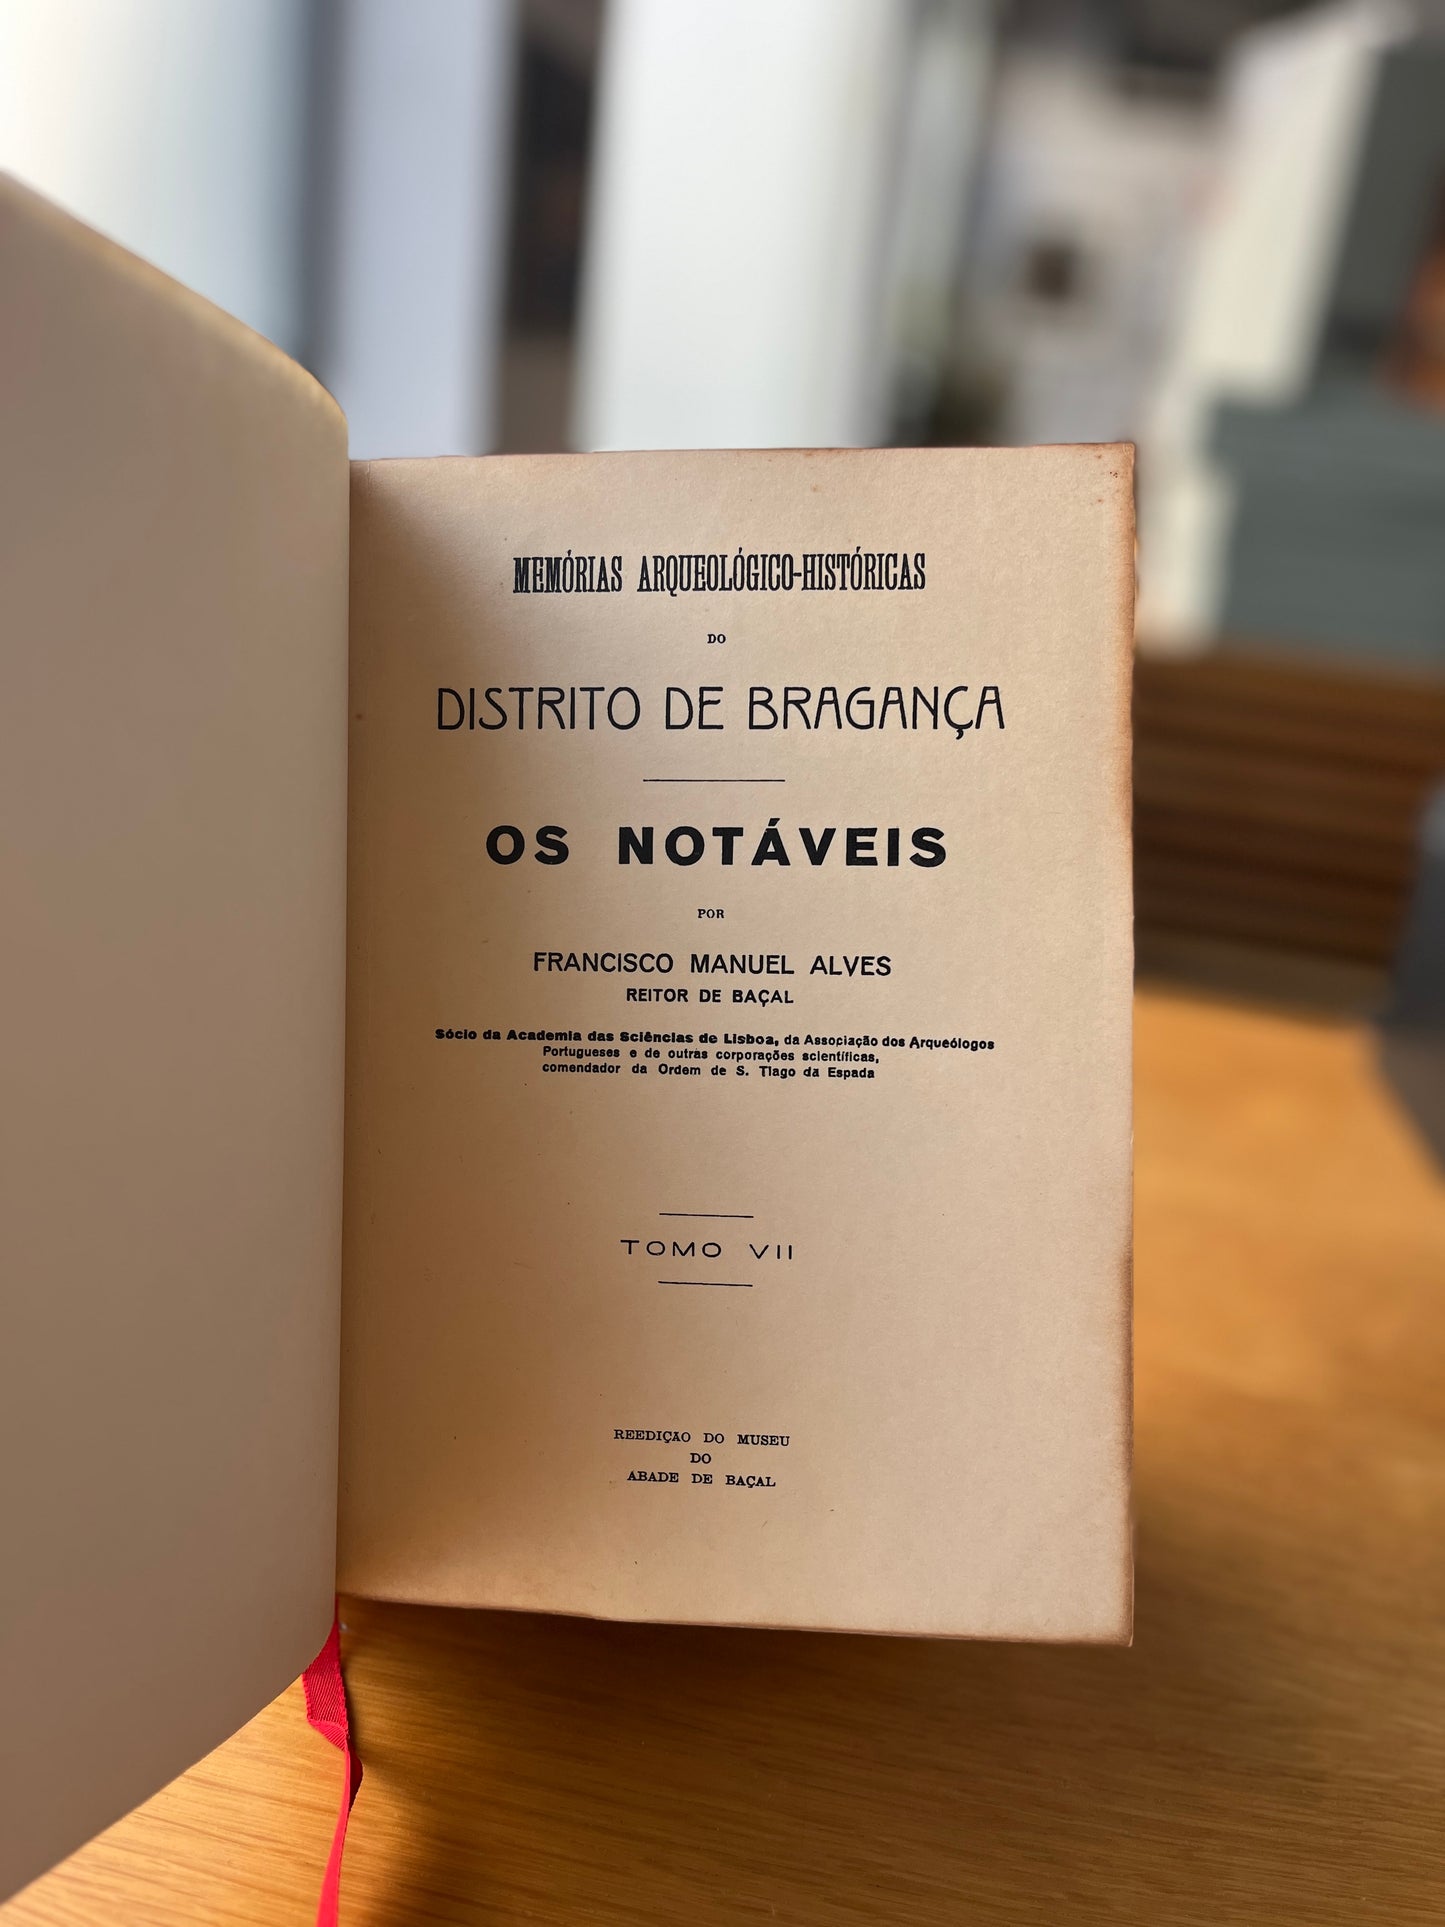 MEMÓRIAS ARQUEOLÓGICO-HISTÓRICAS
DO
DISTRITO DE BRAGANÇA
OS NOTÁVEIS
POR
FRANCISCO MANUEL ALVES
REITOR DE BAÇAL
Sócio da Academia das Sciências de Lisboa, da Associação dos Arqueólogos
Portugueses e de outras corporações scientíficas,
comendador da Ordem de S. Tiago da Espada
TOMO VII
REEDIÇÃO DO MUSEU
DO
ABADE DE BAÇAL